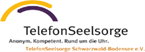 TelefonSeelsorge
Anonym. Kompetent. Rund um die Uhr.
TelefonSeelsorge Schwarzwald-Bodensee e.V.